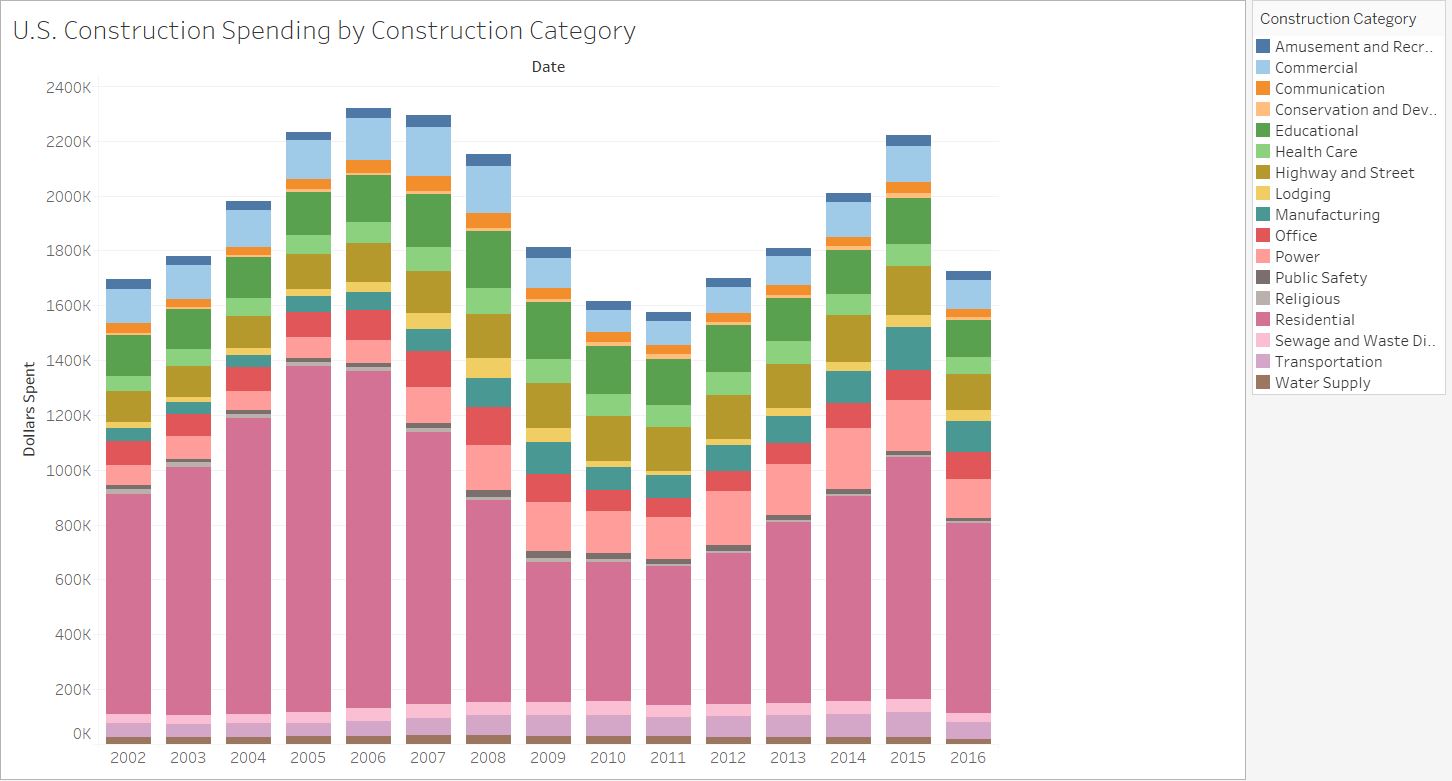 U.S. Construction Spending by Construction Category
Date
2400K
2200K
2000K
1800K
1600K
1400K
1200K
1000K
800K
600K
400K
200K
0K
Dollars Spent
2002 2003 2004 2005 2006 2007 2008 2009 2010 2011 2012 2013 2014 2015 2016
Construction Category
Amusement and Recr..
Commercial
Communication
Conservation and Dev..
Educational
Health Care
Highway and Street
Lodging
Manufacturing
Office
Power
Public Safety
Religious
Residential
Sewage and Waste Di..
Transportation
Water Supply